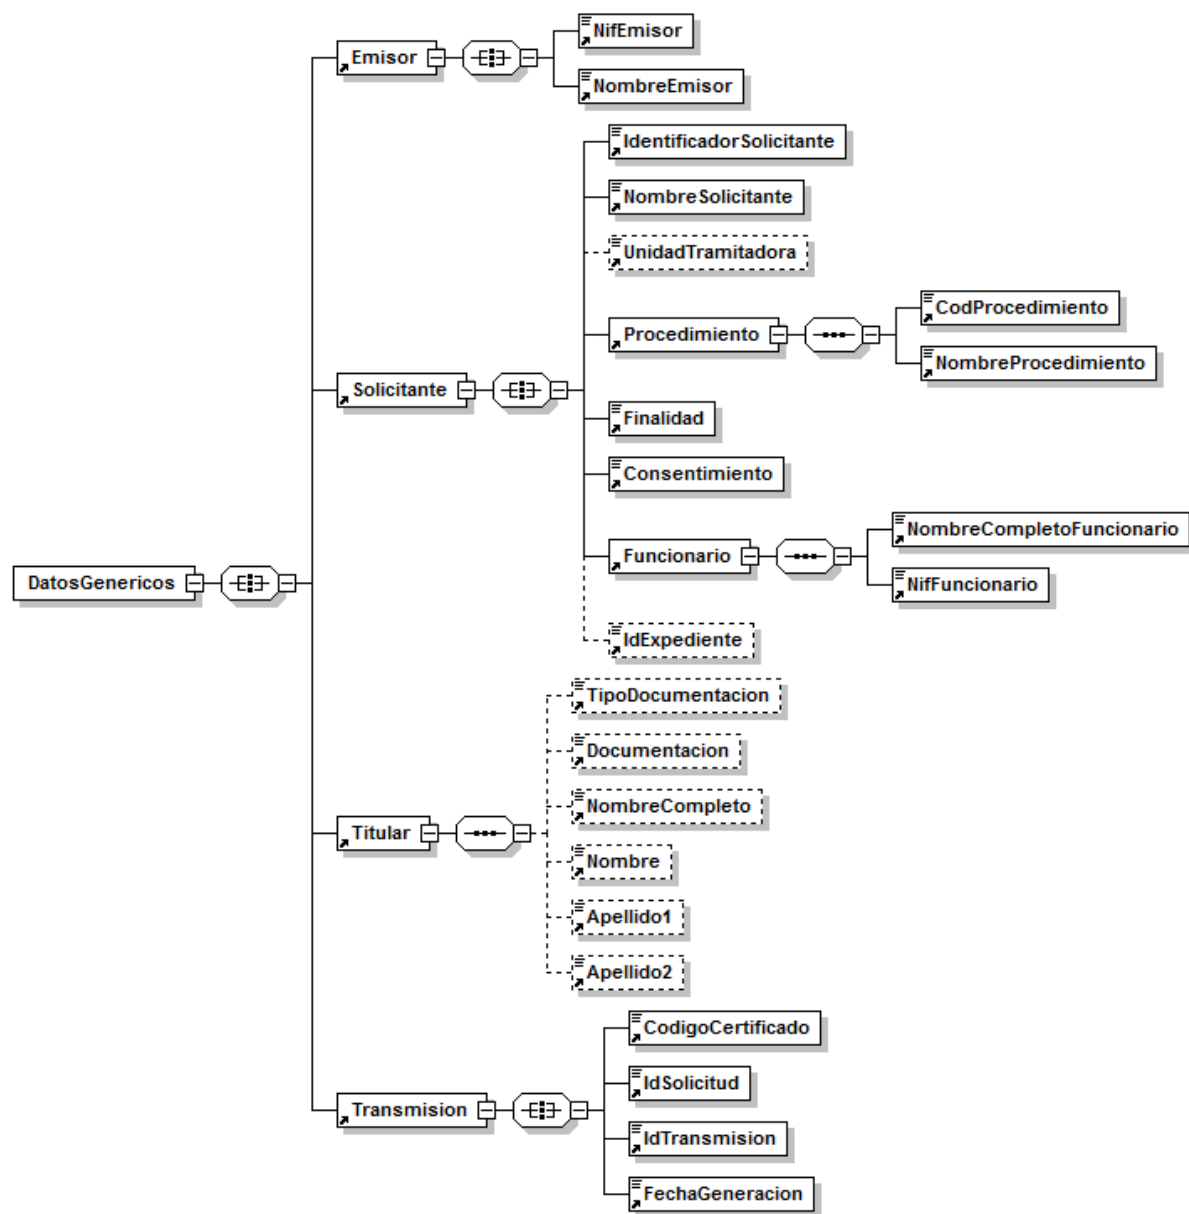 DatosGenericos
Emisor
NifEmisor
NombreEmisor
Solicitante
IdentificadorSolicitante
NombreSolicitante
UnidadTramitadora
Procedimiento
CodProcedimiento
NombreProcedimiento
Finalidad
Consentimiento
Funcionario
NombreCompletoFuncionario
NifFuncionario
IdExpediente
Titular
TipoDocumentacion
Documentacion
NombreCompleto
Nombre
Apellido1
Apellido2
Transmision
CodigoCertificado
IdSolicitud
IdTransmision
FechaGeneracion